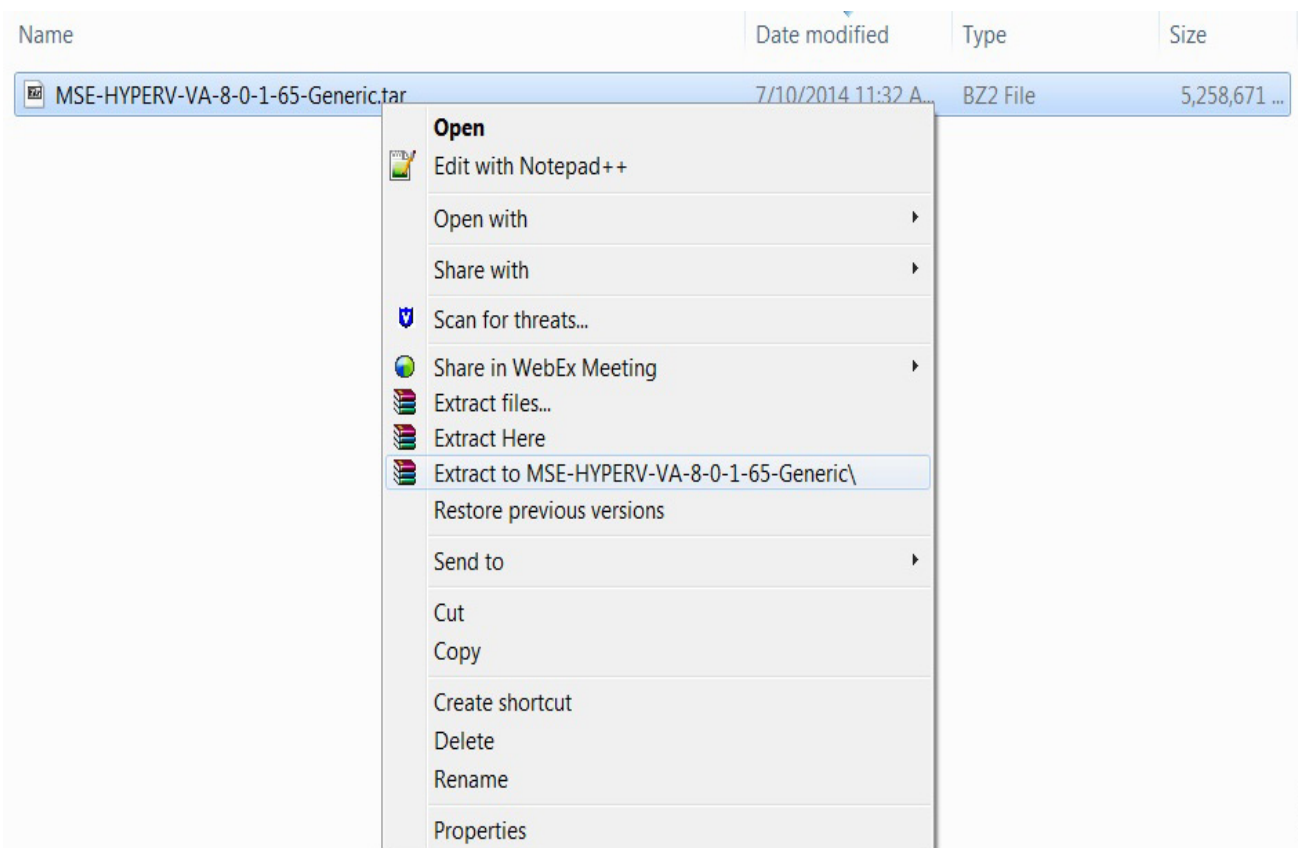 Name Date modified Type Size
MSE-HYPERV-VA-8-0-1-65-Generic.tar 7/10/2014 11:32 A... BZ2 File 5,258,671 ...
Open
Edit with Notepad++
Open with
Share with
Scan for threats...
Share in WebEx Meeting
Extract files...
Extract Here
Extract to MSE-HYPERV-VA-8-0-1-65-Generic\
Restore previous versions
Send to
Cut
Copy
Create shortcut
Delete
Rename
Properties